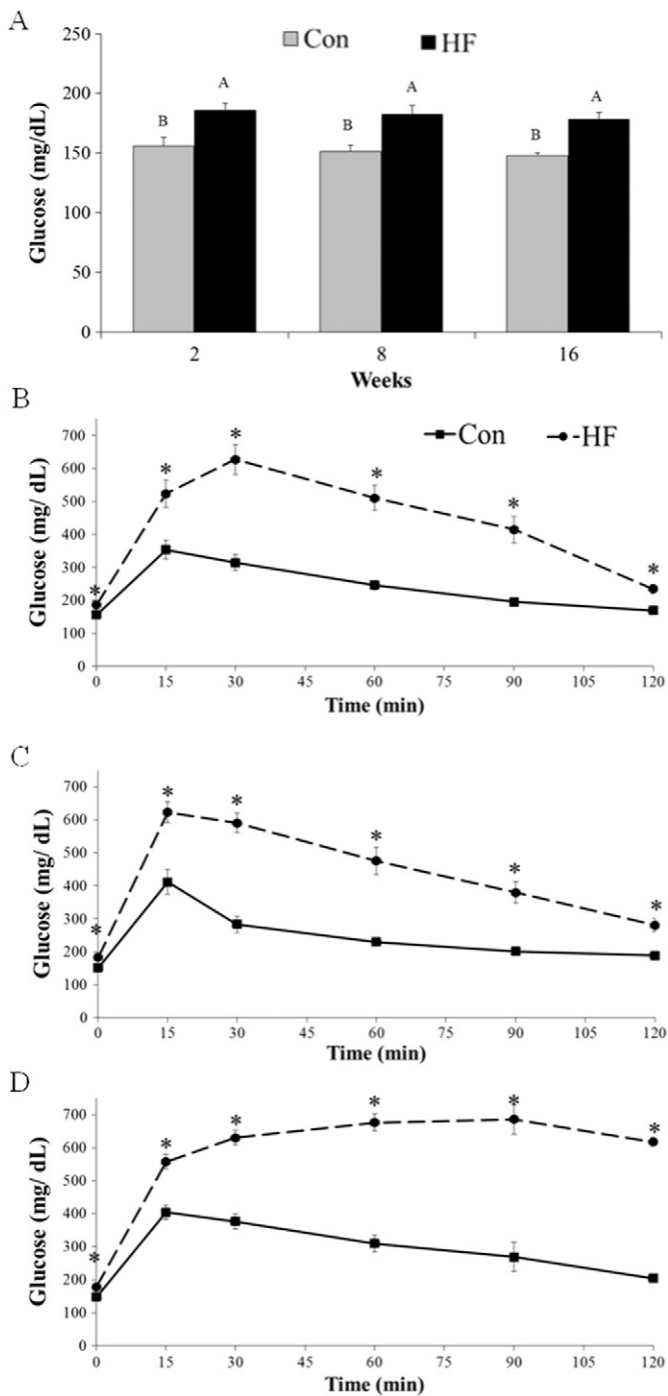 A
Con HF
Glucose (mg/dL)
250
200
150
100
50
0
B A B A B A
2 8 16
Weeks
B
Con HF
Glucose (mg/ dL)
700
600
500
400
300
200
100
0
* * * * * *
0 15 30 45 60 75 90 105 120
Time (min)
C
Glucose (mg/ dL)
700
600
500
400
300
200
100
0
* * * * * *
0 15 30 45 60 75 90 105 120
Time (min)
D
Glucose (mg/ dL)
700
600
500
400
300
200
100
0
* * * * * *
0 15 30 45 60 75 90 105 120
Time (min)